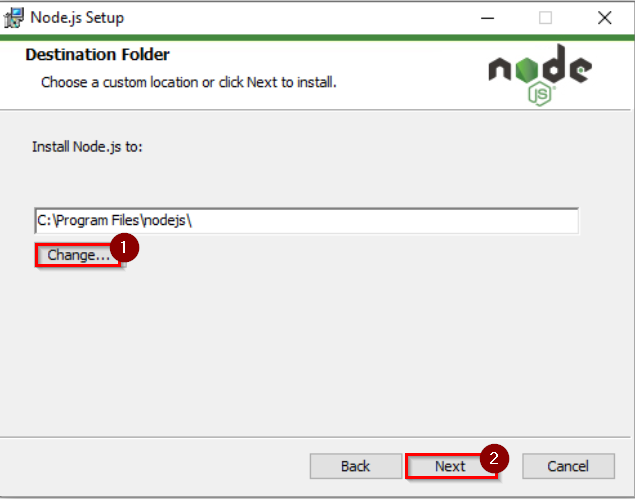 Node.js Setup
Destination Folder
Choose a custom location or click Next to install.
node
JS
Install Node.js to:
C:\Program Files\nodejs\
Change...
1
Back
Next
2
Cancel